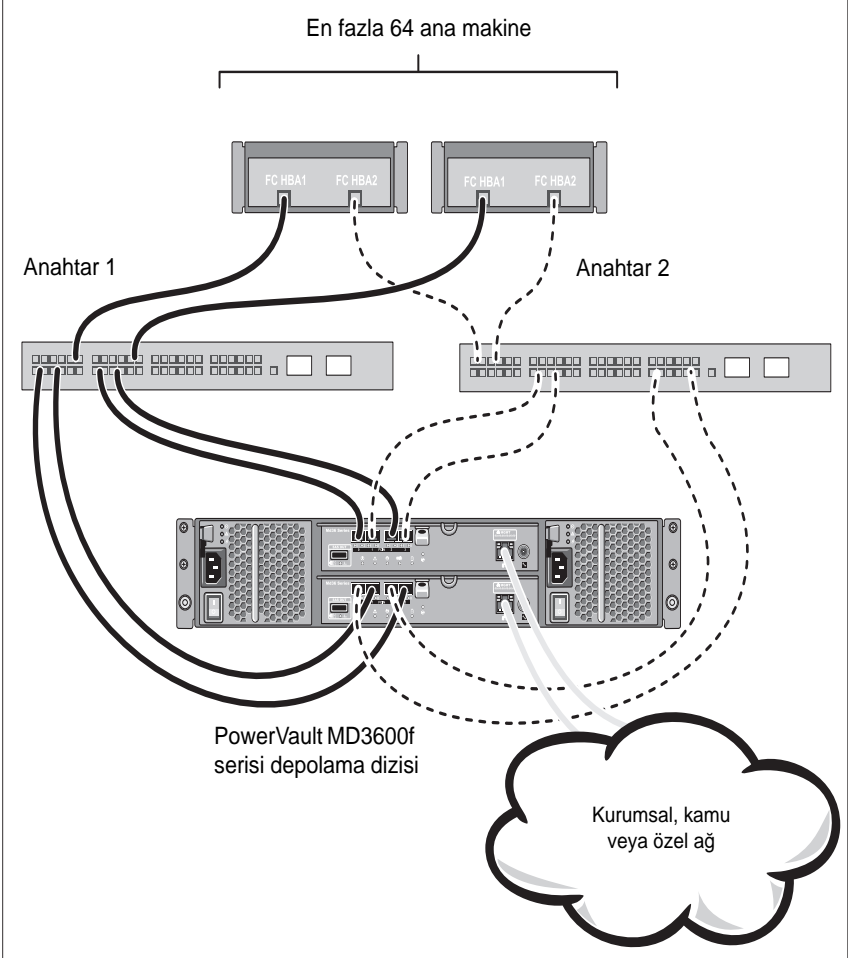 En fazla 64 ana makine
FC HBA1
FC HBA2
FC HBA1
FC HBA2
Anahtar 1
Anahtar 2
PowerVault MD3600f
serisi depolama dizisi
Kurumsal, kamu
veya özel ağ